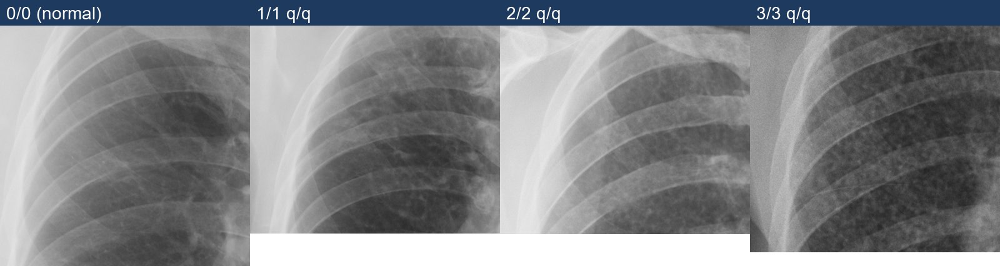 0/0 (normal)
1/1 q/q
2/2 q/q
3/3 q/q